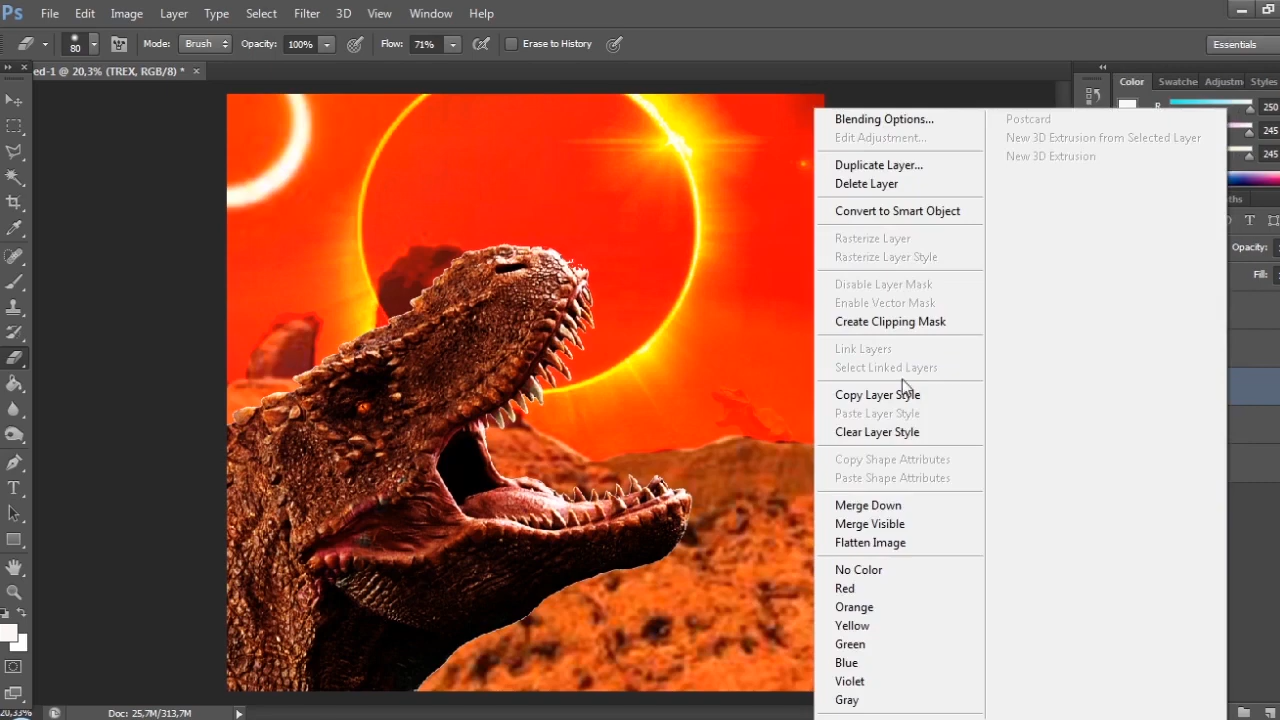 Ps File Edit Image Layer Type Select Filter 3D View Window Help
80 Mode: Brush Opacity: 100% Flow: 71% Erase to History Essentials
ed-1 @ 20,3% (TREX, RGB/8) * ×
Color Swatche Adjustm Styles
R 250
245
245
ths
T
Opacity:
Fill:
Blending Options...
Edit Adjustment...
Duplicate Layer...
Delete Layer
Convert to Smart Object
Rasterize Layer
Rasterize Layer Style
Disable Layer Mask
Enable Vector Mask
Create Clipping Mask
Link Layers
Select Linked Layers
Copy Layer Style
Paste Layer Style
Clear Layer Style
Copy Shape Attributes
Paste Shape Attributes
Merge Down
Merge Visible
Flatten Image
No Color
Red
Orange
Yellow
Green
Blue
Violet
Gray
Postcard
New 3D Extrusion from Selected Layer
New 3D Extrusion
20,33% Doc: 25,7M/313,7M